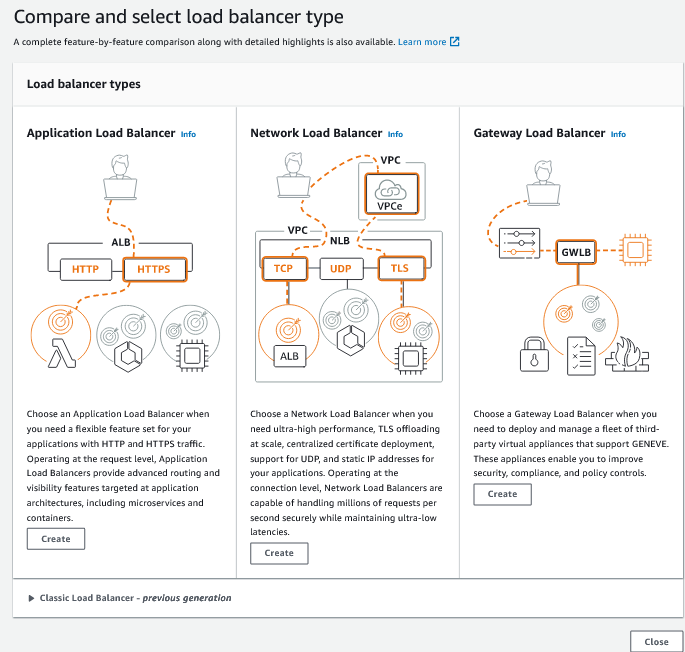 Compare and select load balancer type
A complete feature-by-feature comparison along with detailed highlights is also available. Learn more
Load balancer types
Application Load Balancer Info
ALB
HTTP
HTTPS
Choose an Application Load Balancer when
you need a flexible feature set for your
applications with HTTP and HTTPS traffic.
Operating at the request level, Application
Load Balancers provide advanced routing and
visibility features targeted at application
architectures, including microservices and
containers.
Create
Network Load Balancer Info
VPC
VPCe
VPC
NLB
TCP
UDP
TLS
ALB
Choose a Network Load Balancer when you
need ultra-high performance, TLS offloading
at scale, centralized certificate deployment,
support for UDP, and static IP addresses for
your applications. Operating at the
connection level, Network Load Balancers are
capable of handling millions of requests per
second securely while maintaining ultra-low
latencies.
Create
Gateway Load Balancer Info
GWLB
Choose a Gateway Load Balancer when you
need to deploy and manage a fleet of third-
party virtual appliances that support GENEVE.
These appliances enable you to improve
security, compliance, and policy controls.
Create
Classic Load Balancer - previous generation
Close